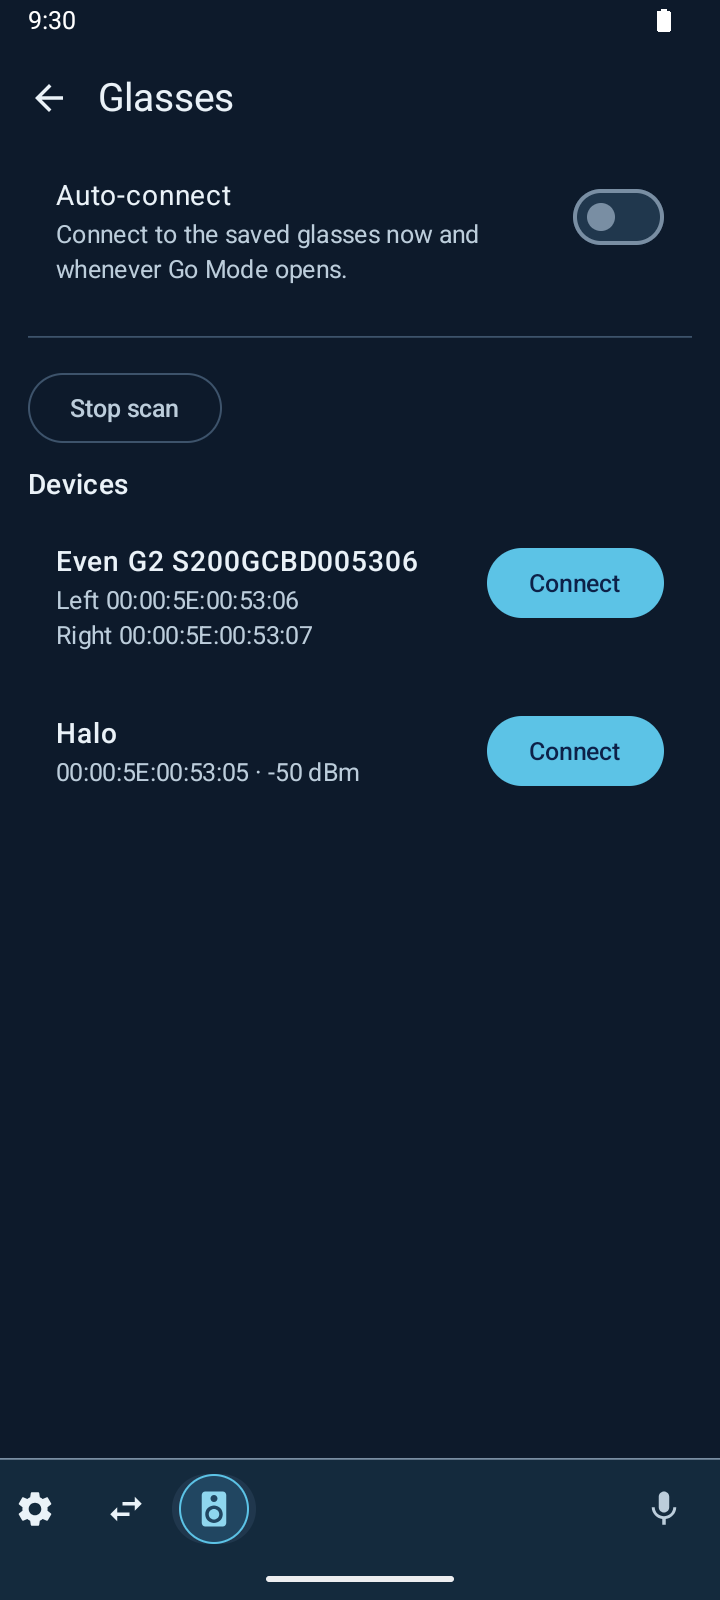 9:30
Glasses
Auto-connect
Connect to the saved glasses now and
whenever Go Mode opens.
Stop scan
Devices
Even G2 S200GCBD005306
Left 00:00:5E:00:53:06
Right 00:00:5E:00:53:07
Connect
Halo
00:00:5E:00:53:05 · -50 dBm
Connect